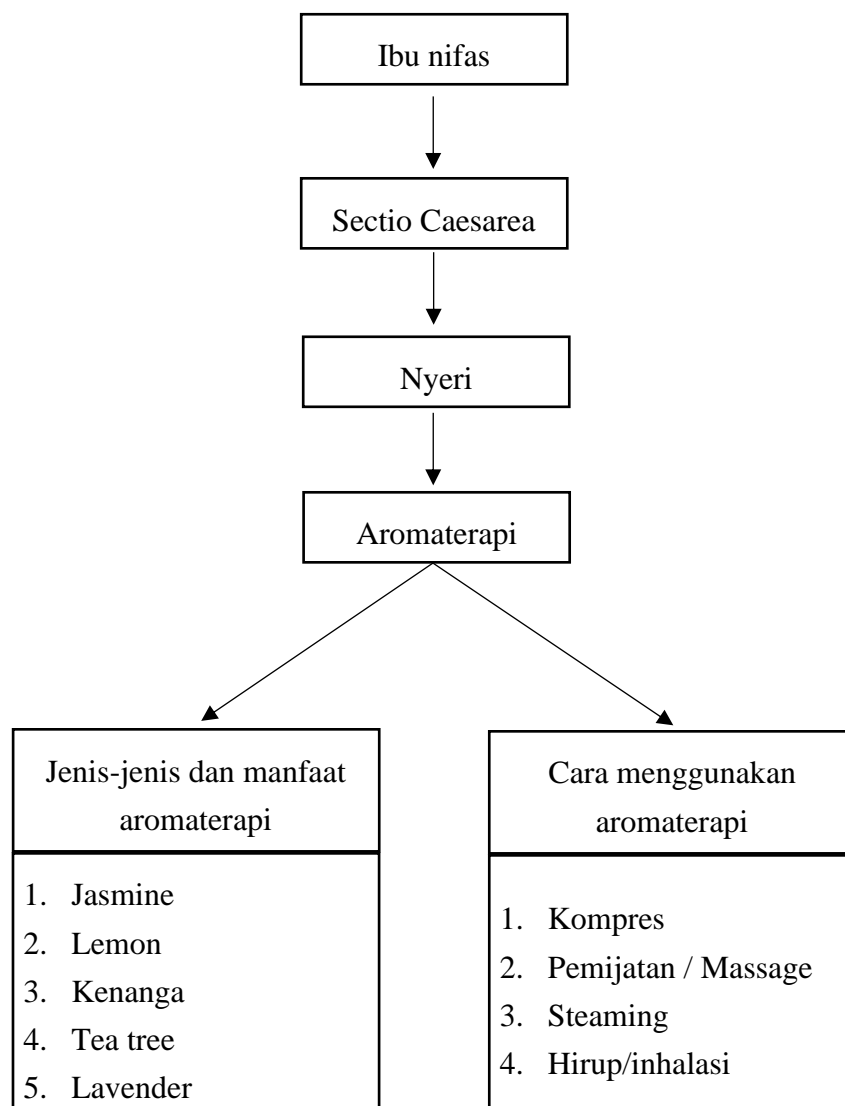 Ibu nifas
Sectio Caesarea
Nyeri
Aromaterapi
Jenis-jenis dan manfaat
aromaterapi
1. Jasmine
2. Lemon
3. Kenanga
4. Tea tree
5. Lavender
Cara menggunakan
aromaterapi
1. Kompres
2. Pemijatan / Massage
3. Steaming
4. Hirup/inhalasi